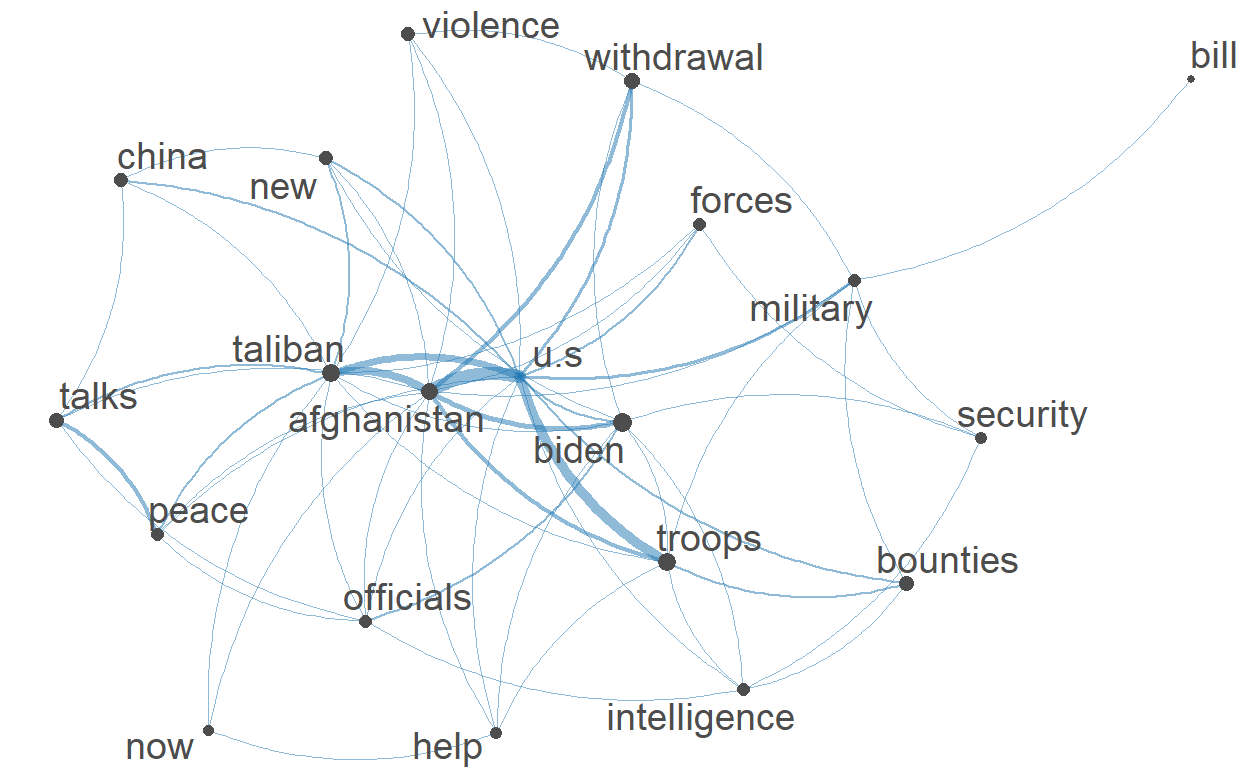 violence
withdrawal
bill
china
new
forces
military
taliban
u.s
talks
afghanistan
security
biden
peace
troops
bounties
officials
intelligence
now
help